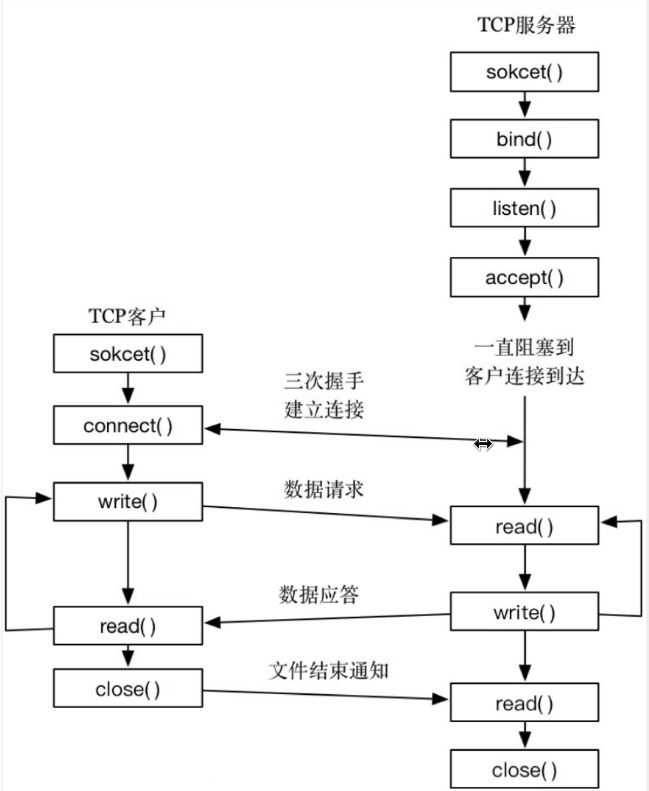 TCP服务器
sokcet( )
bind( )
listen( )
accept( )
一直阻塞到
客户连接到达
TCP客户
sokcet( )
三次握手
建立连接
connect( )
write( )
数据请求
read( )
数据应答
write( )
read( )
文件结束通知
close( )
read( )
close( )